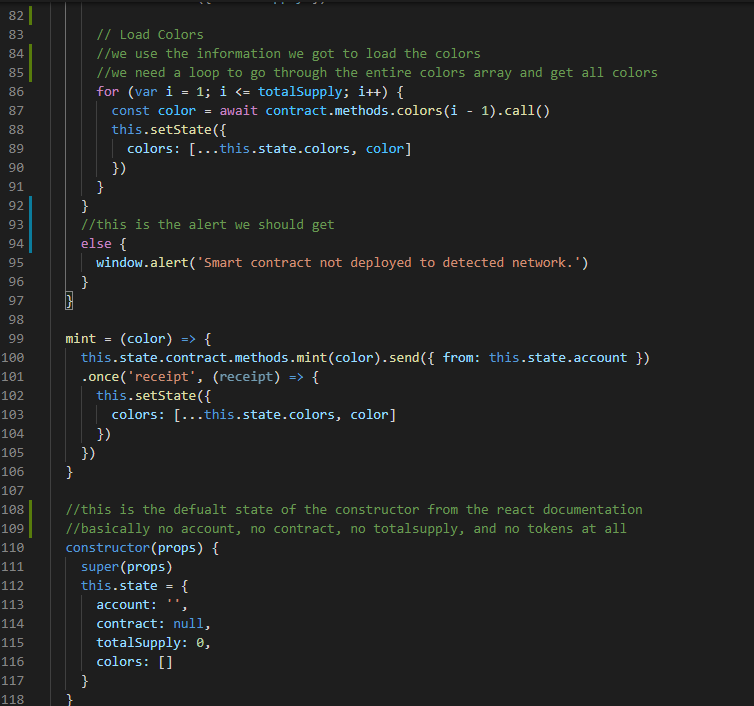 82
83 // Load Colors
84 //we use the information we got to load the colors
85 //we need a loop to go through the entire colors array and get all colors
86 for (var i = 1; i <= totalSupply; i++) {
87 const color = await contract.methods.colors(i - 1).call()
88 this.setState({
89 colors: [...this.state.colors, color]
90 })
91 }
92 }
93 //this is the alert we should get
94 else {
95 window.alert('Smart contract not deployed to detected network.')
96 }
97 }
98
99 mint = (color) => {
100 this.state.contract.methods.mint(color).send({ from: this.state.account })
101 .once('receipt', (receipt) => {
102 this.setState({
103 colors: [...this.state.colors, color]
104 })
105 })
106 }
107
108 //this is the defualt state of the constructor from the react documentation
109 //basically no account, no contract, no totalsupply, and no tokens at all
110 constructor(props) {
111 super(props)
112 this.state = {
113 account: '',
114 contract: null,
115 totalSupply: 0,
116 colors: []
117 }
118 }